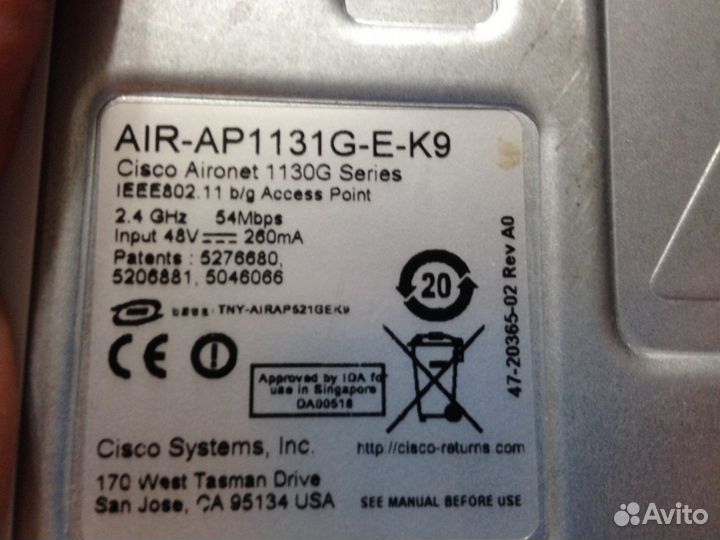 AIR-AP1131G-E-K9
Cisco Aironet 1130G Series
IEEE802.11 b/g Access Point
2.4 GHz 54Mbps
Input 48V 260mA
Patents : 5276680,
5206881, 5046066
TNY-AIRAP521GEK9
20
47-20365-02 Rev A0
CE
Approved by IDA for
use in Singapore
DA00518
Cisco Systems, Inc.
http://cisco-returns.com
170 West Tasman Drive
San Jose, CA 95134 USA
SEE MANUAL BEFORE USE
Avito